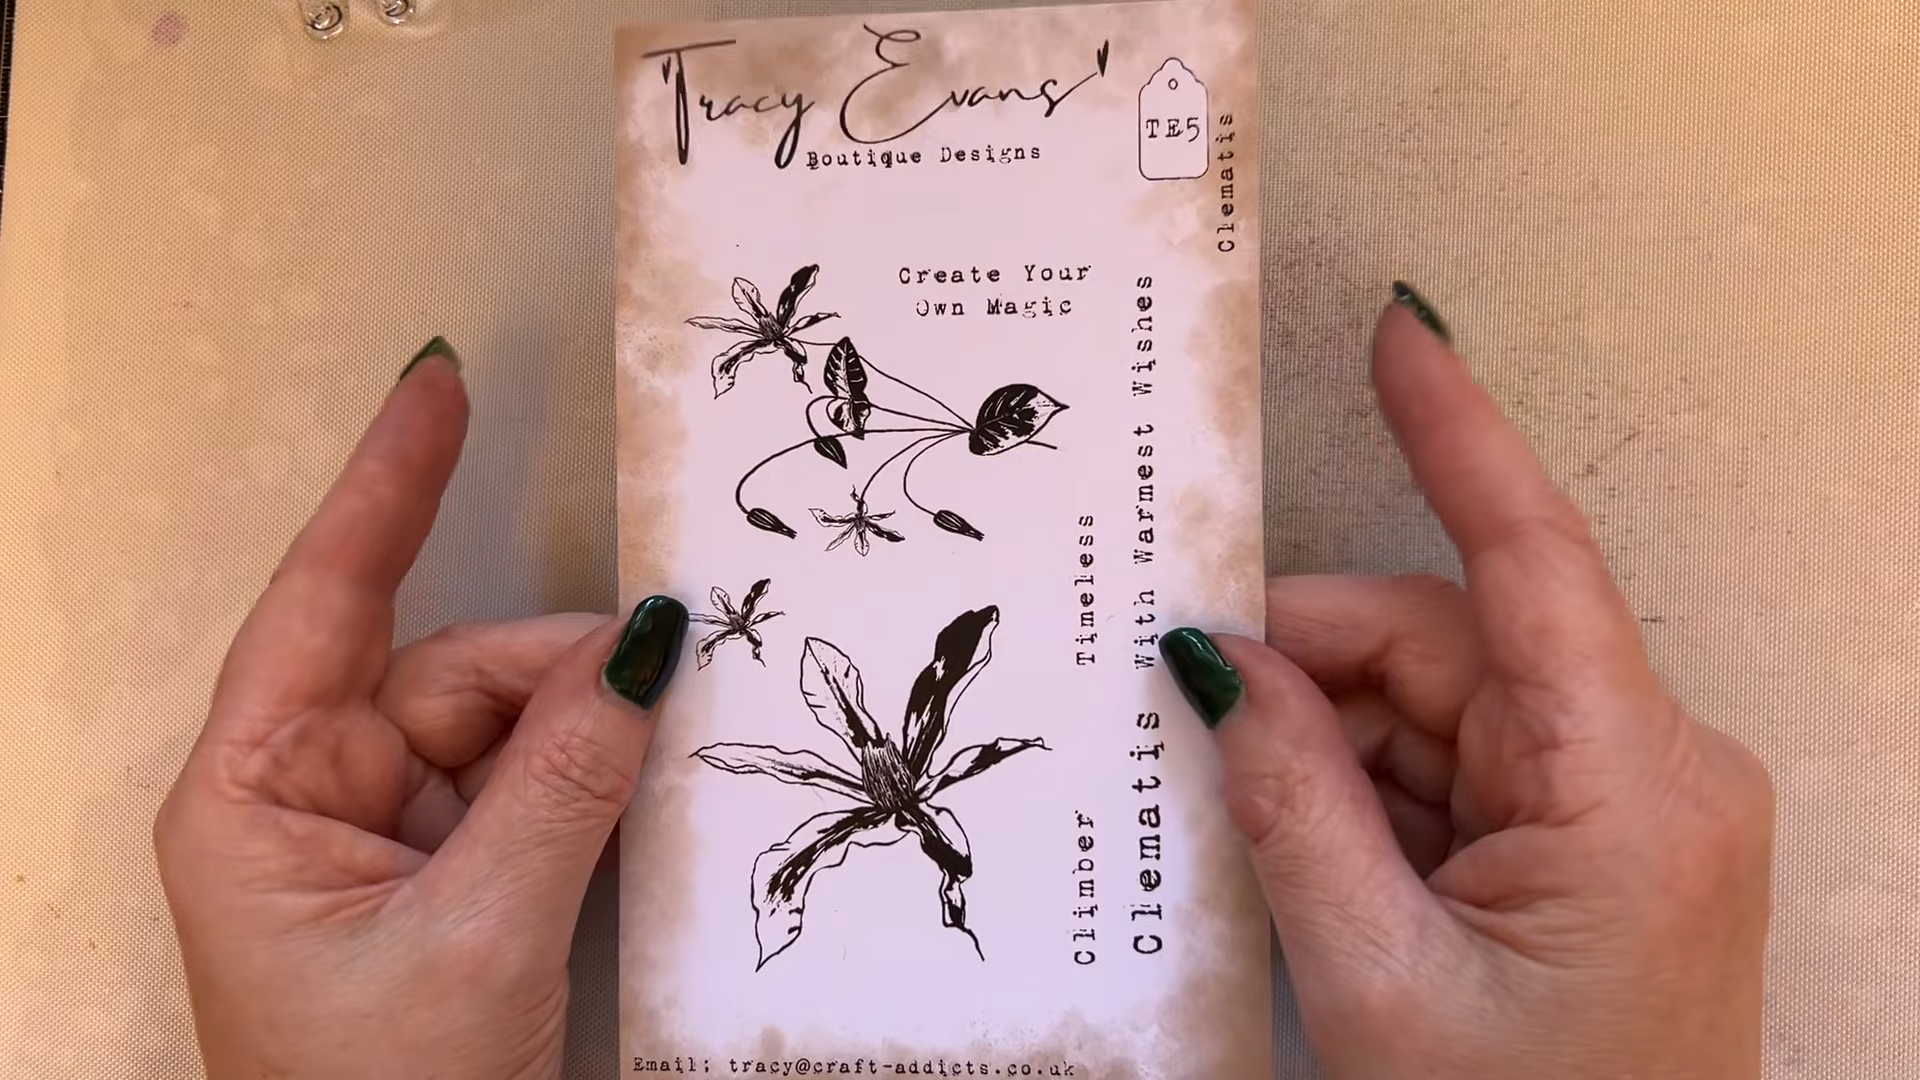 Tracy Evans
Boutique Designs
TE5
Clematis
Create Your
Own Magic
With Warmest Wishes
Timeless
Climber
Clematis
Email: tracy@craft-addicts.co.uk